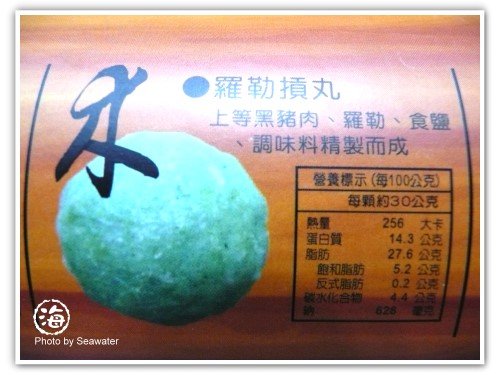 ●羅勒摃丸
上等黑豬肉、羅勒、食鹽
、調味料精製而成
營養標示(每100公克)
每顆約30公克
熱量 256 大卡
蛋白質 14.3 公克
脂肪 27.6 公克
飽和脂肪 5.2 公克
反式脂肪 0.2 公克
碳水化合物 4.4 公克
鈉 628 毫克
海
Photo by Seawater